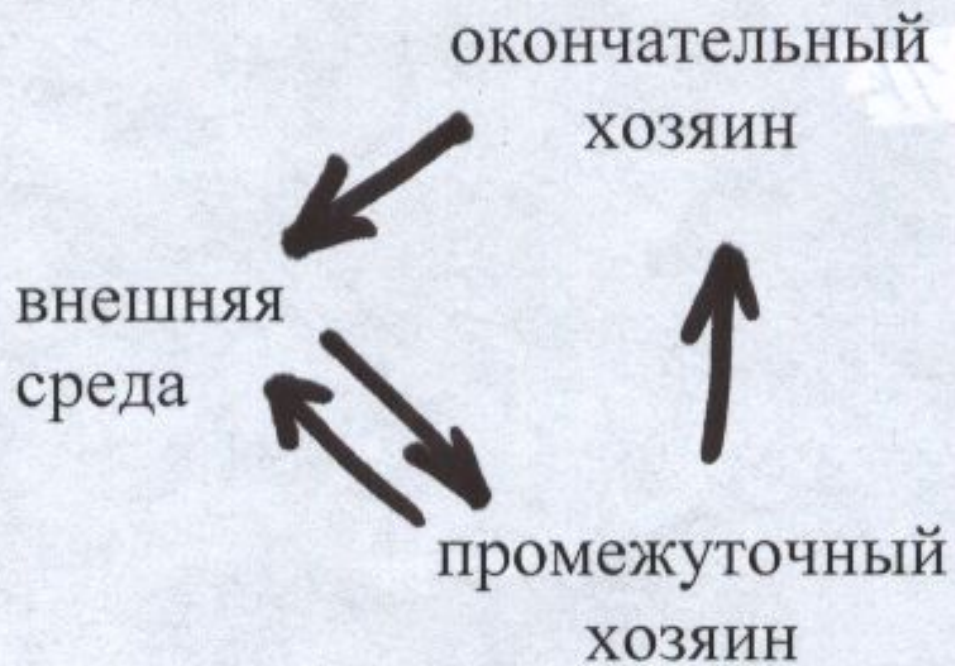 окончательный
хозяин
внешняя
среда
промежуточный
хозяин